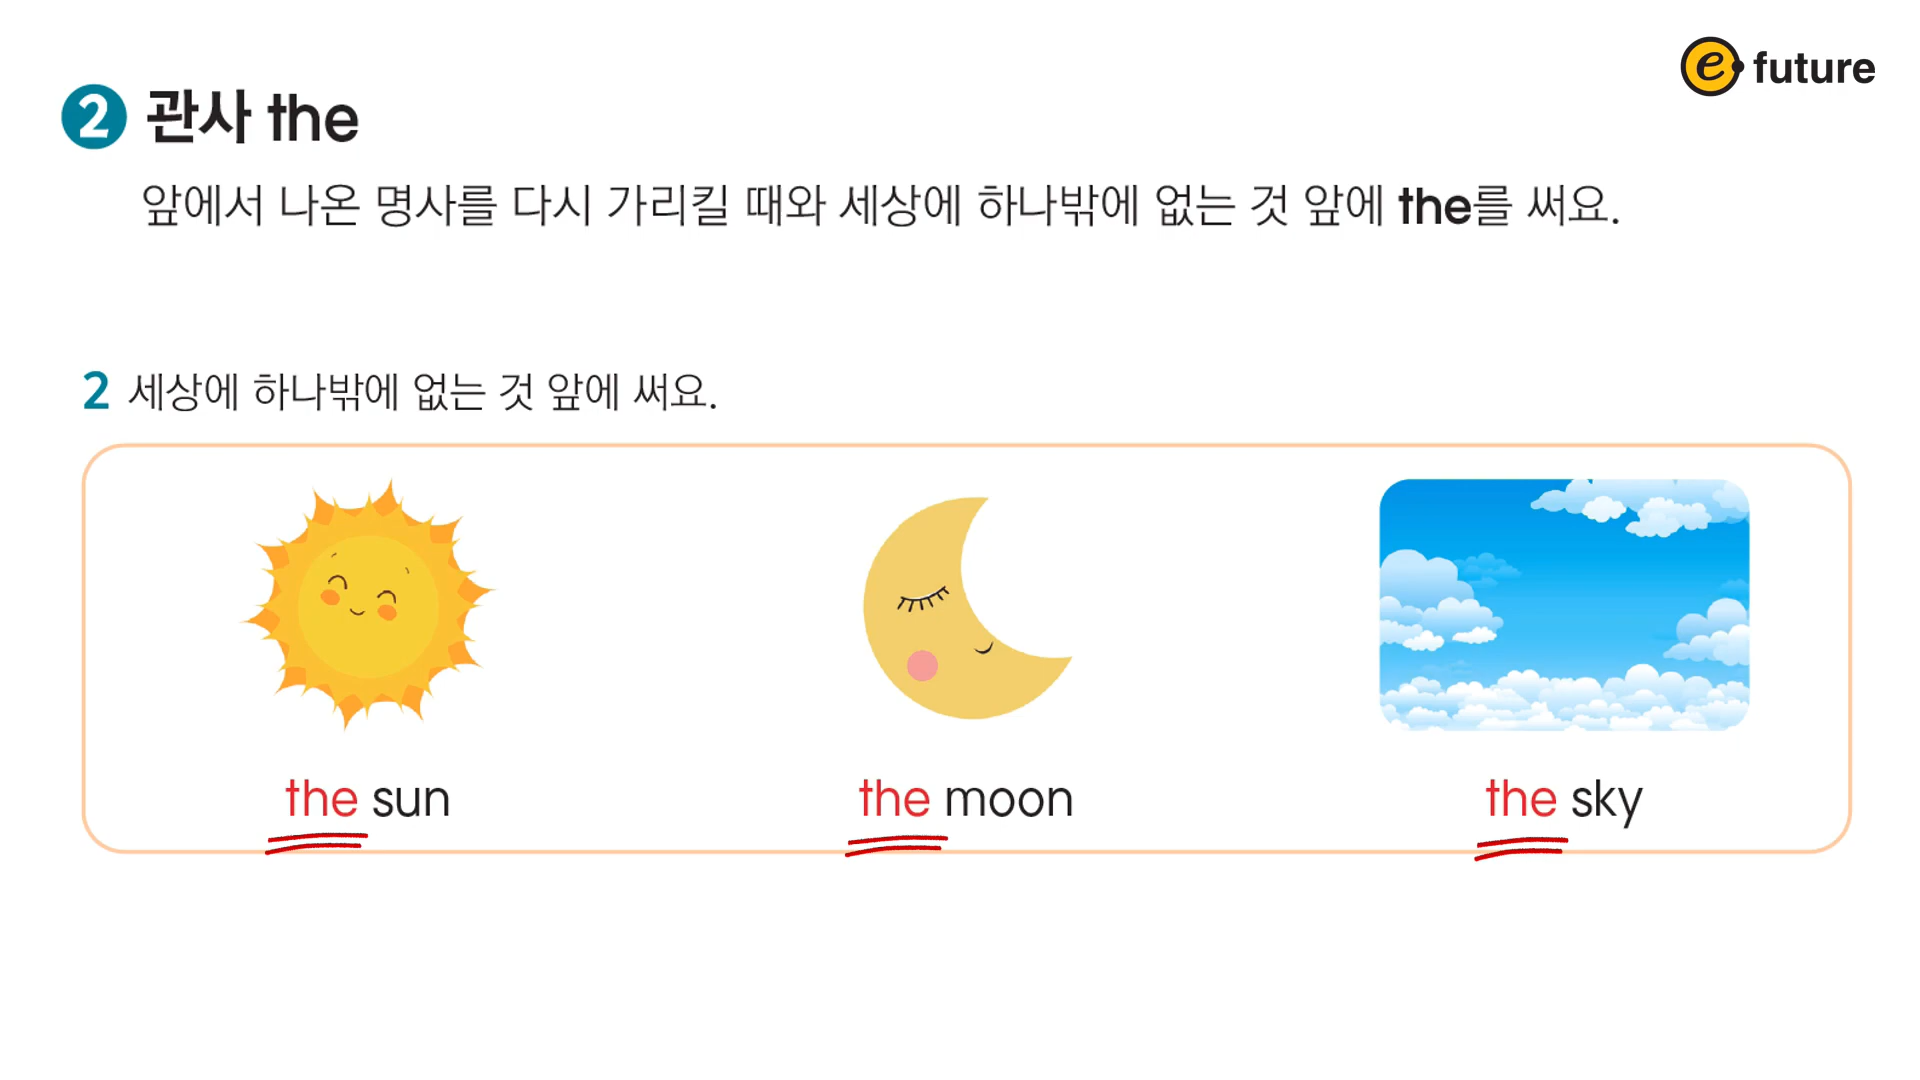 e future
2 관사 the
앞에서 나온 명사를 다시 가리킬 때와 세상에 하나밖에 없는 것 앞에 the를 써요.
2 세상에 하나밖에 없는 것 앞에 써요.
the sun
the moon
the sky